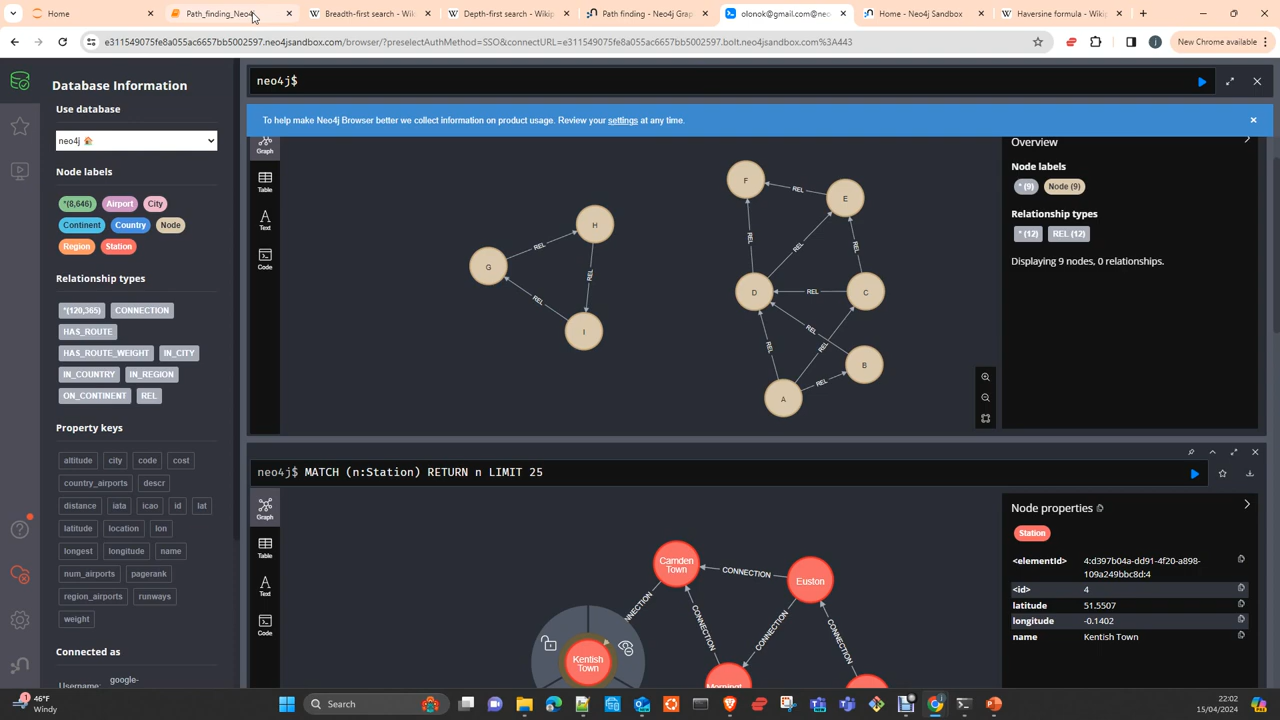 Home
Path_finding_Neo4j
Breadth-first search - Wiki
Depth-first search - Wikip
Path finding - Neo4j Gra
olonok@gmail.com@neo
Home - Neo4j Sandbox
Haversine formula - Wikip
e311549075fe8a055ac6657bb5002597.neo4jsandbox.com/browser/?preselectAuthMethod=SSO&connectURL=e311549075fe8a055ac6657bb5002597.bolt.neo4jsandbox.com%3A443
New Chrome available
Database Information
Use database
neo4j
Node labels
*(8,646) Airport City
Continent Country Node
Region Station
Relationship types
*(120,365) CONNECTION
HAS_ROUTE
HAS_ROUTE_WEIGHT IN_CITY
IN_COUNTRY IN_REGION
ON_CONTINENT REL
Property keys
altitude city code cost
country_airports descr
distance iata icao id lat
latitude location lon
longest longitude name
num_airports pagerank
region_airports runways
weight
Connected as
Username: google-
neo4j$
To help make Neo4j Browser better we collect information on product usage. Review your settings at any time.
Graph
Table
Text
Code
F
E
H
G
I
D
C
B
A
REL
REL
REL
REL
REL
REL
REL
REL
REL
REL
REL
REL
Overview
Node labels
* (9) Node (9)
Relationship types
* (12) REL (12)
Displaying 9 nodes, 0 relationships.
neo4j$ MATCH (n:Station) RETURN n LIMIT 25
Graph
Table
Text
Code
Camden
Town
Euston
Kentish
Town
CONNECTION
CONNECTION
CONNECTION
CONNECTION
Node properties
Station
<elementId> 4:d397b04a-dd91-4f20-a898-
109a249bbc8d:4
<id> 4
latitude 51.5507
longitude -0.1402
name Kentish Town
46°F
Windy
Search
22:02
15/04/2024